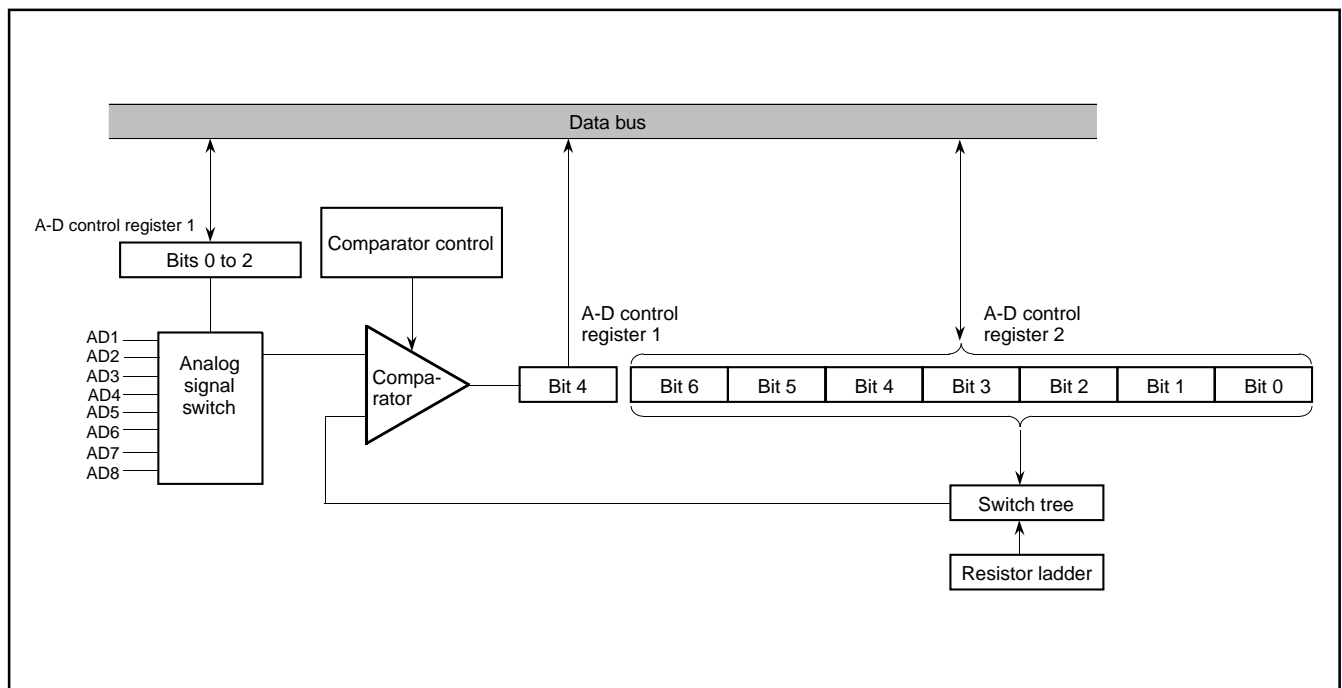 Data bus
A-D control register 1
Bits 0 to 2
Comparator control
AD1
AD2
AD3
AD4
AD5
AD6
AD7
AD8
Analog
signal
switch
Compa-
rator
A-D control
register 1
Bit 4
A-D control
register 2
Bit 6
Bit 5
Bit 4
Bit 3
Bit 2
Bit 1
Bit 0
Switch tree
Resistor ladder